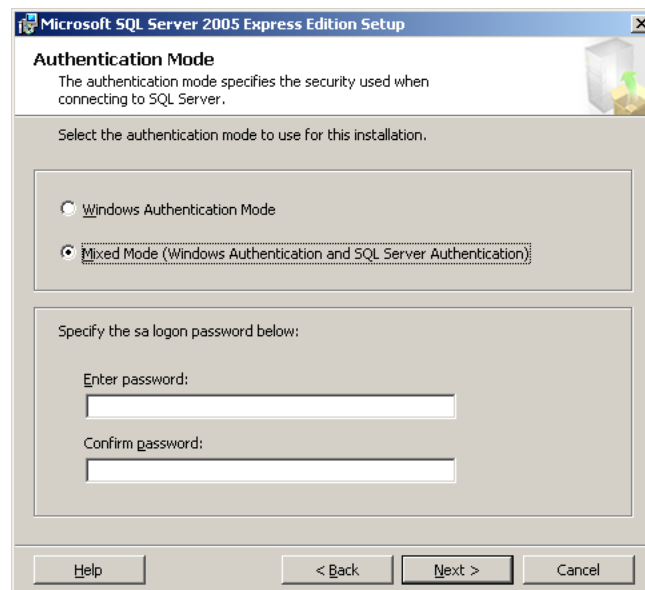 Microsoft SQL Server 2005 Express Edition Setup
Authentication Mode
The authentication mode specifies the security used when
connecting to SQL Server.
Select the authentication mode to use for this installation.
Windows Authentication Mode
Mixed Mode (Windows Authentication and SQL Server Authentication)
Specify the sa logon password below:
Enter password:
Confirm password:
Help
< Back
Next >
Cancel